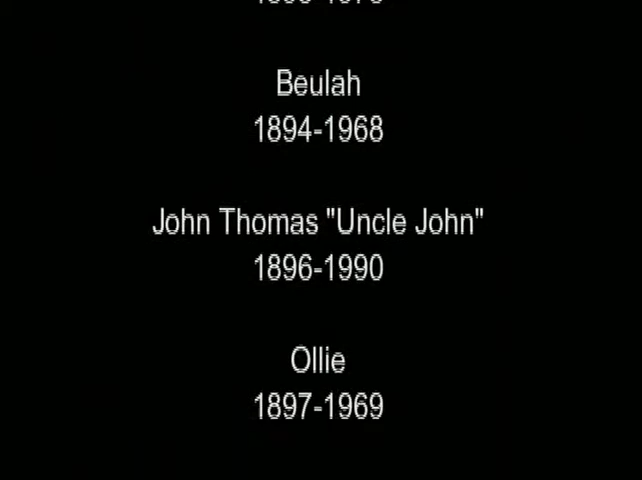 Beulah
1894-1968
John Thomas "Uncle John"
1896-1990
Ollie
1897-1969